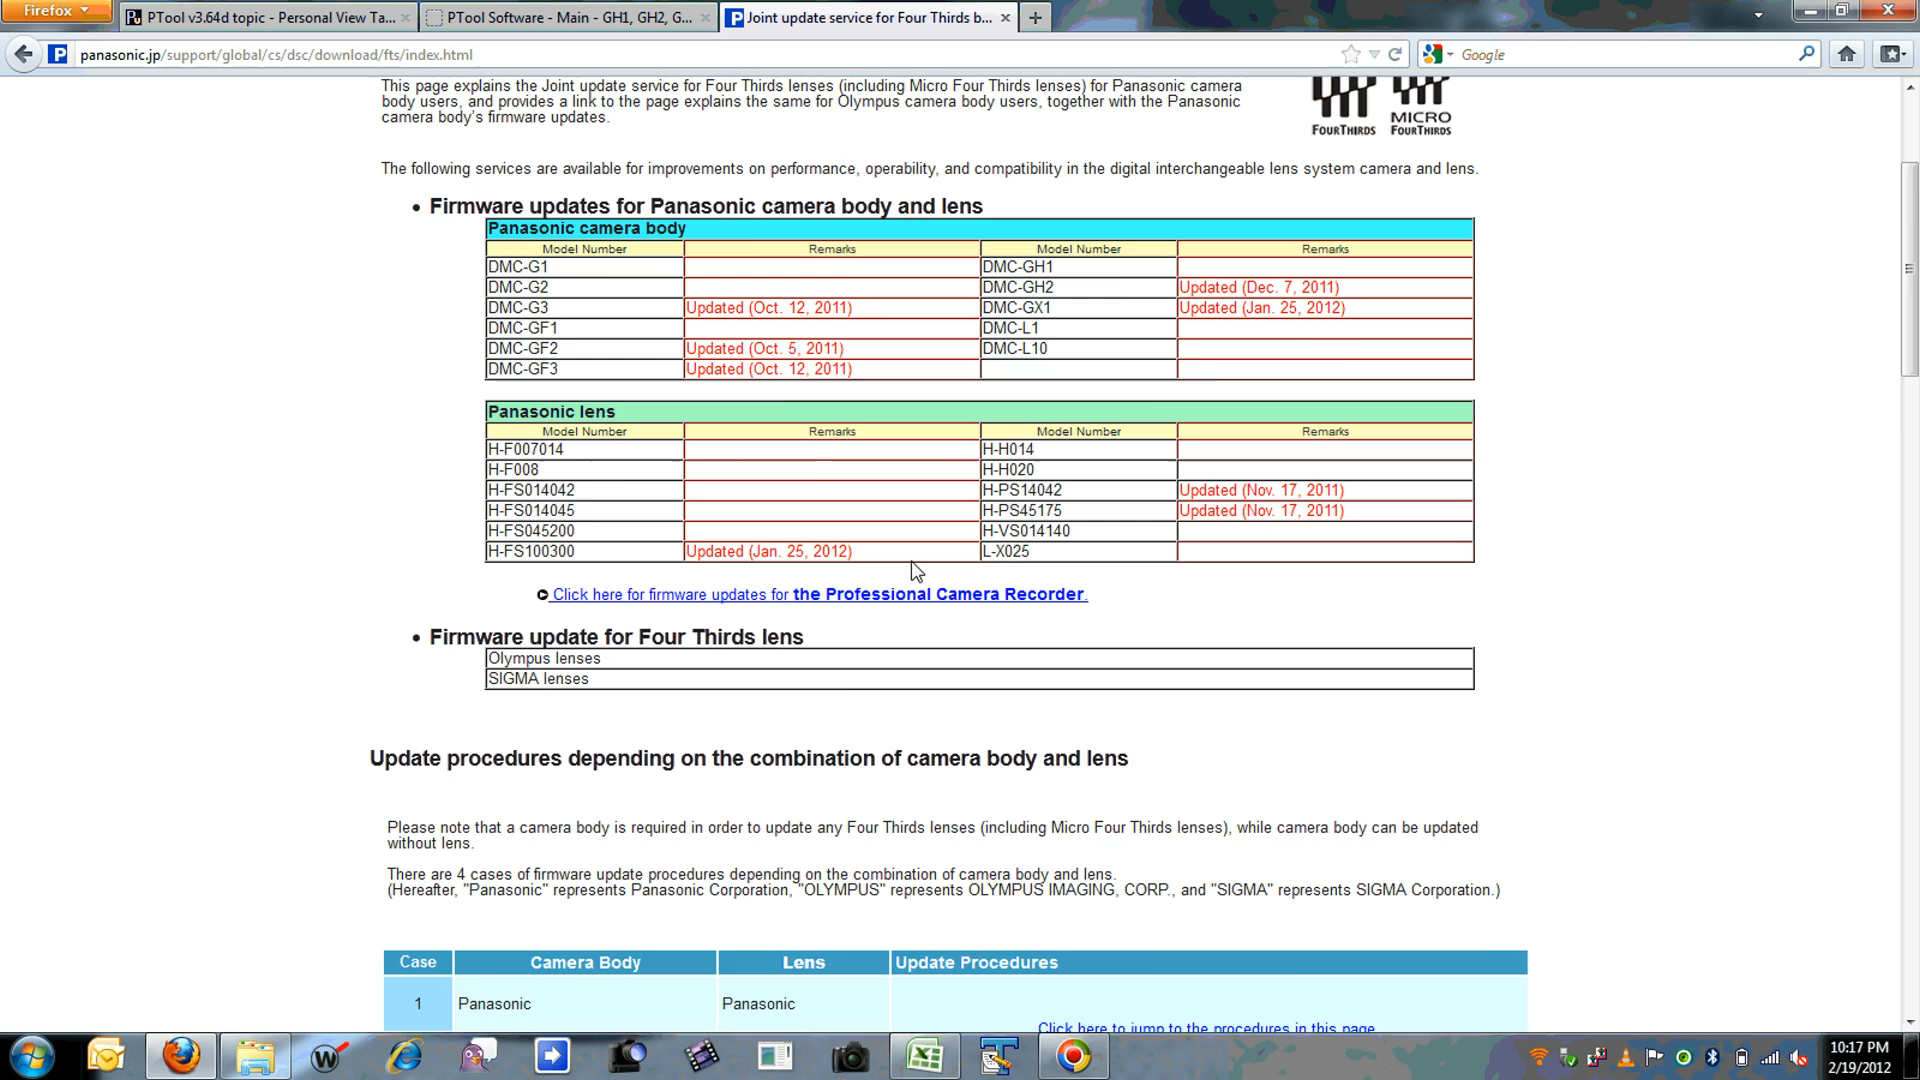 Firefox
PTool v3.64d topic - Personal View Ta...
PTool Software - Main - GH1, GH2, G...
Joint update service for Four Thirds b...
panasonic.jp/support/global/cs/dsc/download/fts/index.html
Google
This page explains the Joint update service for Four Thirds lenses (including Micro Four Thirds lenses) for Panasonic camera
body users, and provides a link to the page explains the same for Olympus camera body users, together with the Panasonic
camera body's firmware updates.
FOURTHIRDS
MICRO
FOURTHIRDS
The following services are available for improvements on performance, operability, and compatibility in the digital interchangeable lens system camera and lens.
• Firmware updates for Panasonic camera body and lens
Panasonic camera body
Model Number Remarks Model Number Remarks
DMC-G1 DMC-GH1
DMC-G2 DMC-GH2 Updated (Dec. 7, 2011)
DMC-G3 Updated (Oct. 12, 2011) DMC-GX1 Updated (Jan. 25, 2012)
DMC-GF1 DMC-L1
DMC-GF2 Updated (Oct. 5, 2011) DMC-L10
DMC-GF3 Updated (Oct. 12, 2011)
Panasonic lens
Model Number Remarks Model Number Remarks
H-F007014 H-H014
H-F008 H-H020
H-FS014042 H-PS14042 Updated (Nov. 17, 2011)
H-FS014045 H-PS45175 Updated (Nov. 17, 2011)
H-FS045200 H-VS014140
H-FS100300 Updated (Jan. 25, 2012) L-X025
Click here for firmware updates for the Professional Camera Recorder.
• Firmware update for Four Thirds lens
Olympus lenses
SIGMA lenses
Update procedures depending on the combination of camera body and lens
Please note that a camera body is required in order to update any Four Thirds lenses (including Micro Four Thirds lenses), while camera body can be updated
without lens.
There are 4 cases of firmware update procedures depending on the combination of camera body and lens.
(Hereafter, "Panasonic" represents Panasonic Corporation, "OLYMPUS" represents OLYMPUS IMAGING, CORP., and "SIGMA" represents SIGMA Corporation.)
Case Camera Body Lens Update Procedures
1 Panasonic Panasonic
Click here to jump to the procedures in this page
10:17 PM
2/19/2012